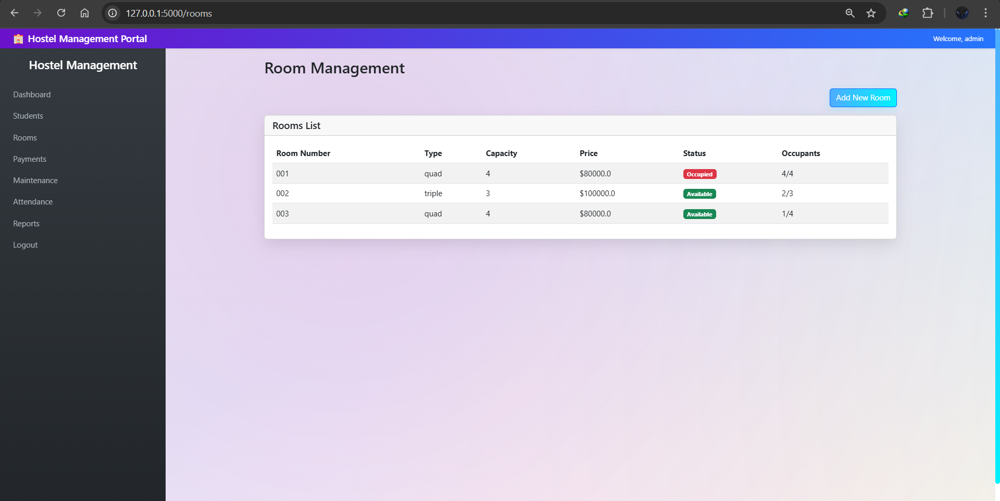 127.0.0.1:5000/rooms
Hostel Management Portal
Welcome, admin
Hostel Management
Dashboard
Students
Rooms
Payments
Maintenance
Attendance
Reports
Logout
Room Management
Add New Room
Rooms List
Room Number Type Capacity Price Status Occupants
001 quad 4 $80000.0 Occupied 4/4
002 triple 3 $100000.0 Available 2/3
003 quad 4 $80000.0 Available 1/4